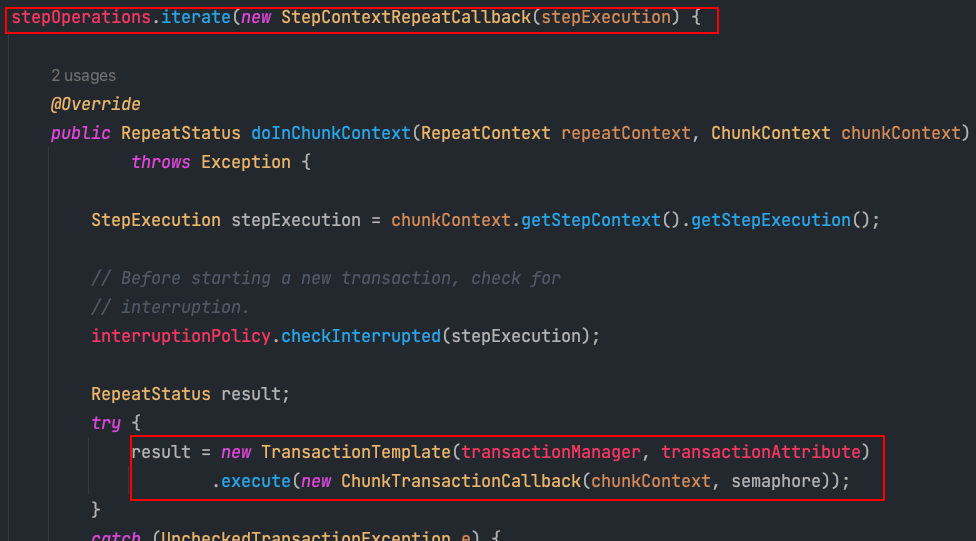 stepOperations.iterate(new StepContextRepeatCallback(stepExecution) {
2 usages
@Override
public RepeatStatus doInChunkContext(RepeatContext repeatContext, ChunkContext chunkContext)
throws Exception {
StepExecution stepExecution = chunkContext.getStepContext().getStepExecution();
// Before starting a new transaction, check for
// interruption.
interruptionPolicy.checkInterrupted(stepExecution);
RepeatStatus result;
try {
result = new TransactionTemplate(transactionManager, transactionAttribute)
.execute(new ChunkTransactionCallback(chunkContext, semaphore));
}
catch (UncheckedTransactionException e) {